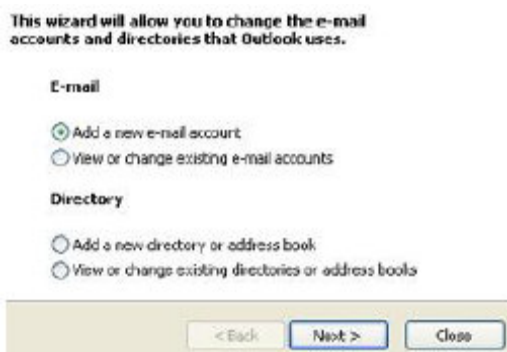 This wizard will allow you to change the e-mail
accounts and directories that Outlook uses.
E-mail
Add a new e-mail account
View or change existing e-mail accounts
Directory
Add a new directory or address book
View or change existing directories or address books
< Back
Next >
Close